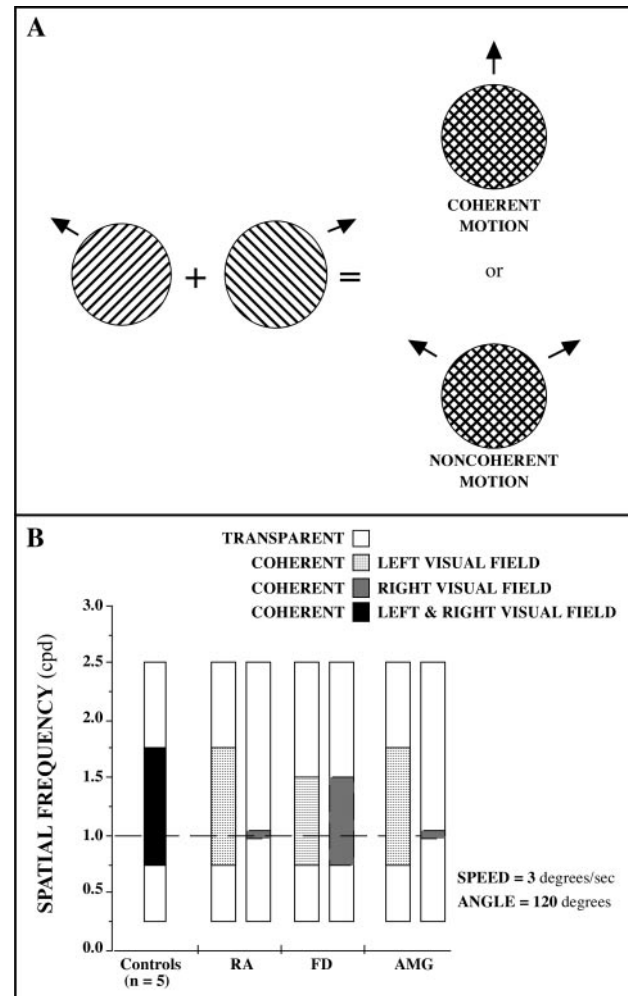 A
COHERENT
MOTION
+
=
or
NONCOHERENT
MOTION
B
TRANSPARENT
COHERENT LEFT VISUAL FIELD
COHERENT RIGHT VISUAL FIELD
COHERENT LEFT & RIGHT VISUAL FIELD
SPATIAL FREQUENCY (cpd)
3.0
2.5
2.0
1.5
1.0
0.5
0.0
SPEED = 3 degrees/sec
ANGLE = 120 degrees
Controls RA FD AMG
(n = 5)